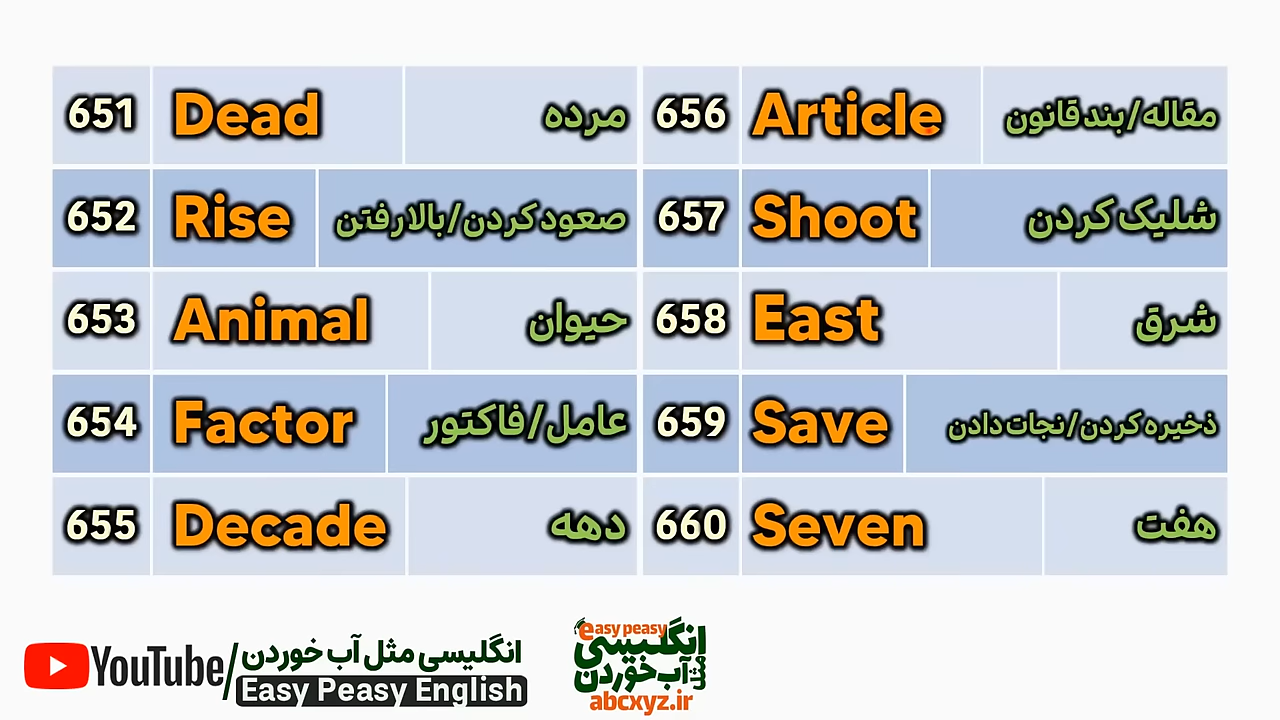 651 Dead مرده
652 Rise صعود کردن/بالا رفتن
653 Animal حیوان
654 Factor عامل/فاکتور
655 Decade دهه
656 Article مقاله/بند قانون
657 Shoot شلیک کردن
658 East شرق
659 Save ذخیره کردن/نجات دادن
660 Seven هفت
YouTube/انگلیسی مثل آب خوردن
Easy Peasy English
easy peasy
انگلیسی
مثل آب خوردن
abcxyz.ir